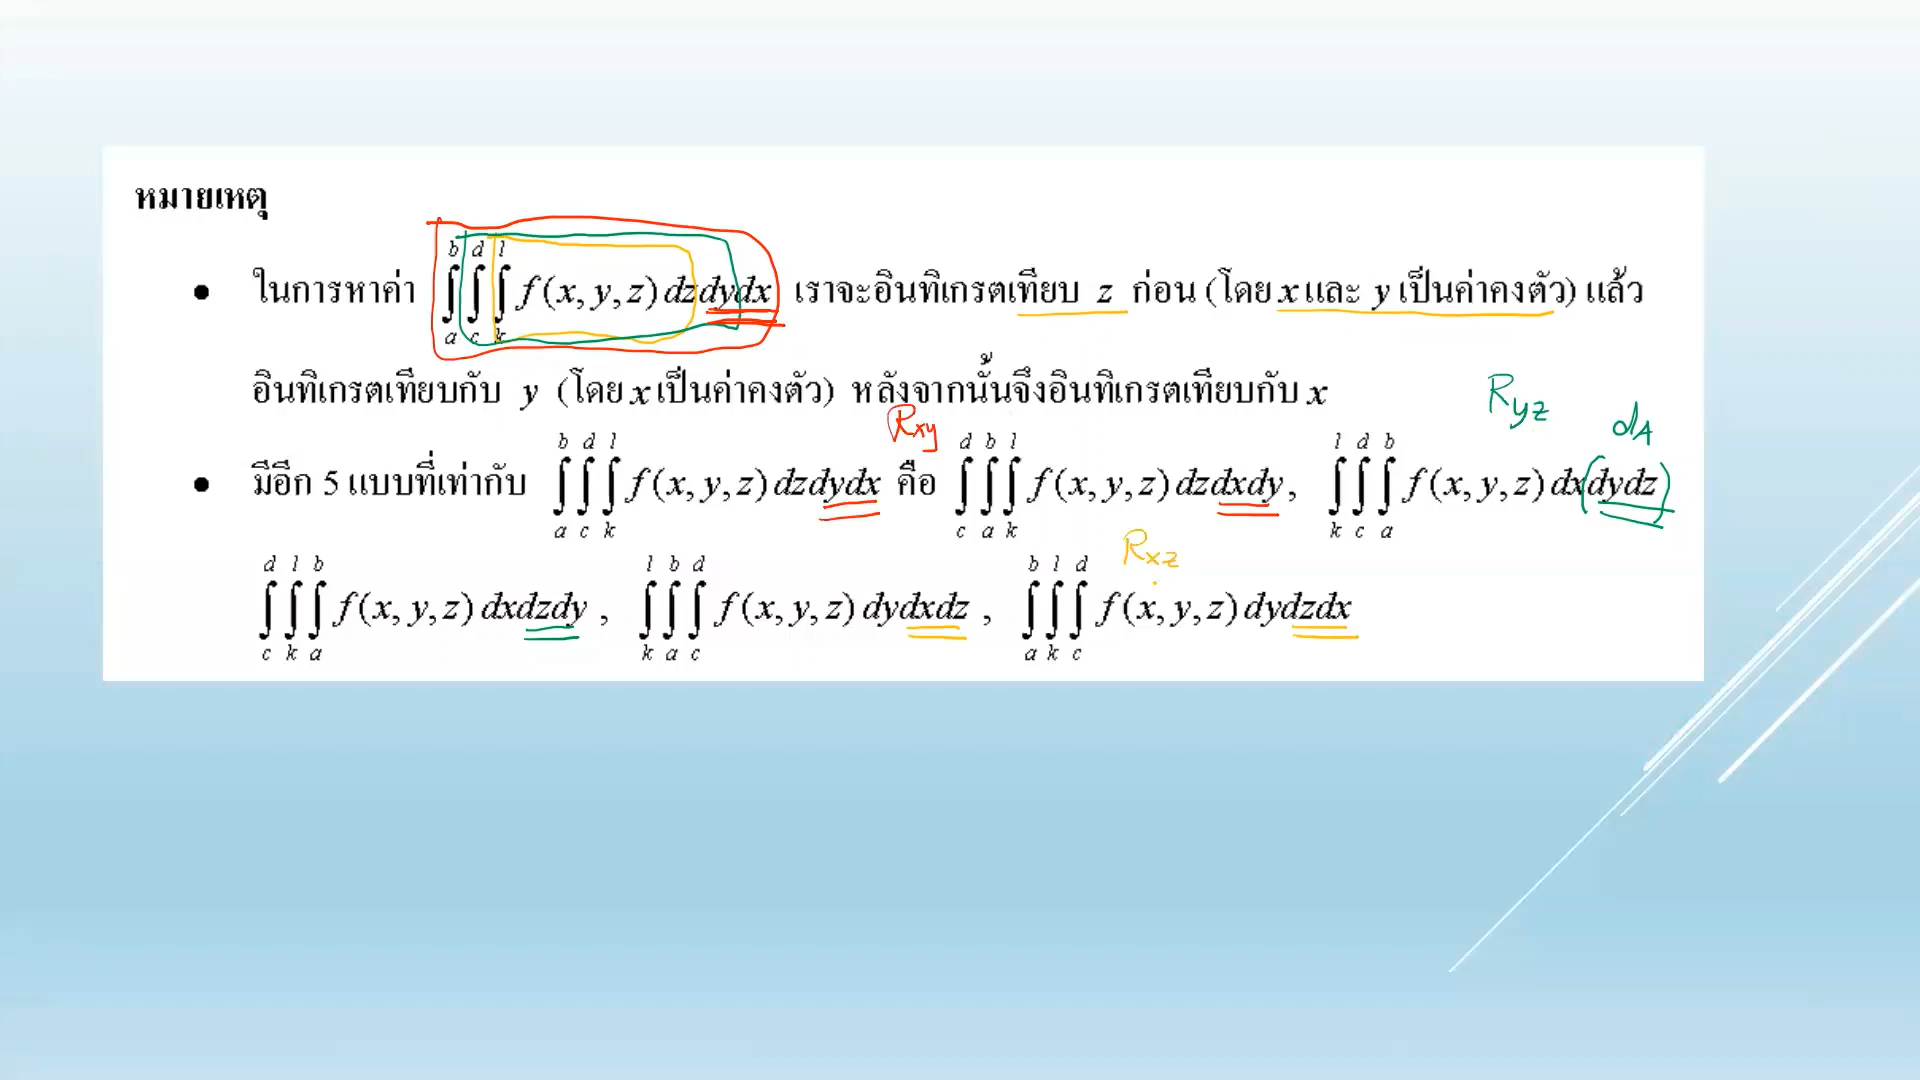 หมายเหตุ
• ในการหาค่า ∫_a^b ∫_c^d ∫_k^l f(x, y, z) dzdydx เราจะอินทิเกรตเทียบ z ก่อน (โดย x และ y เป็นค่าคงตัว) แล้ว
อินทิเกรตเทียบกับ y (โดย x เป็นค่าคงตัว) หลังจากนั้นจึงอินทิเกรตเทียบกับ x
Rxy Ryz dA
• มีอีก 5 แบบที่เท่ากับ ∫_a^b ∫_c^d ∫_k^l f(x, y, z) dzdydx คือ ∫_c^d ∫_a^b ∫_k^l f(x, y, z) dzdxdy, ∫_k^l ∫_c^d ∫_a^b f(x, y, z) dx(dydz)
Rxz
∫_c^d ∫_k^l ∫_a^b f(x, y, z) dxdzdy , ∫_k^l ∫_a^b ∫_c^d f(x, y, z) dydxdz , ∫_a^b ∫_k^l ∫_c^d f(x, y, z) dydzdx